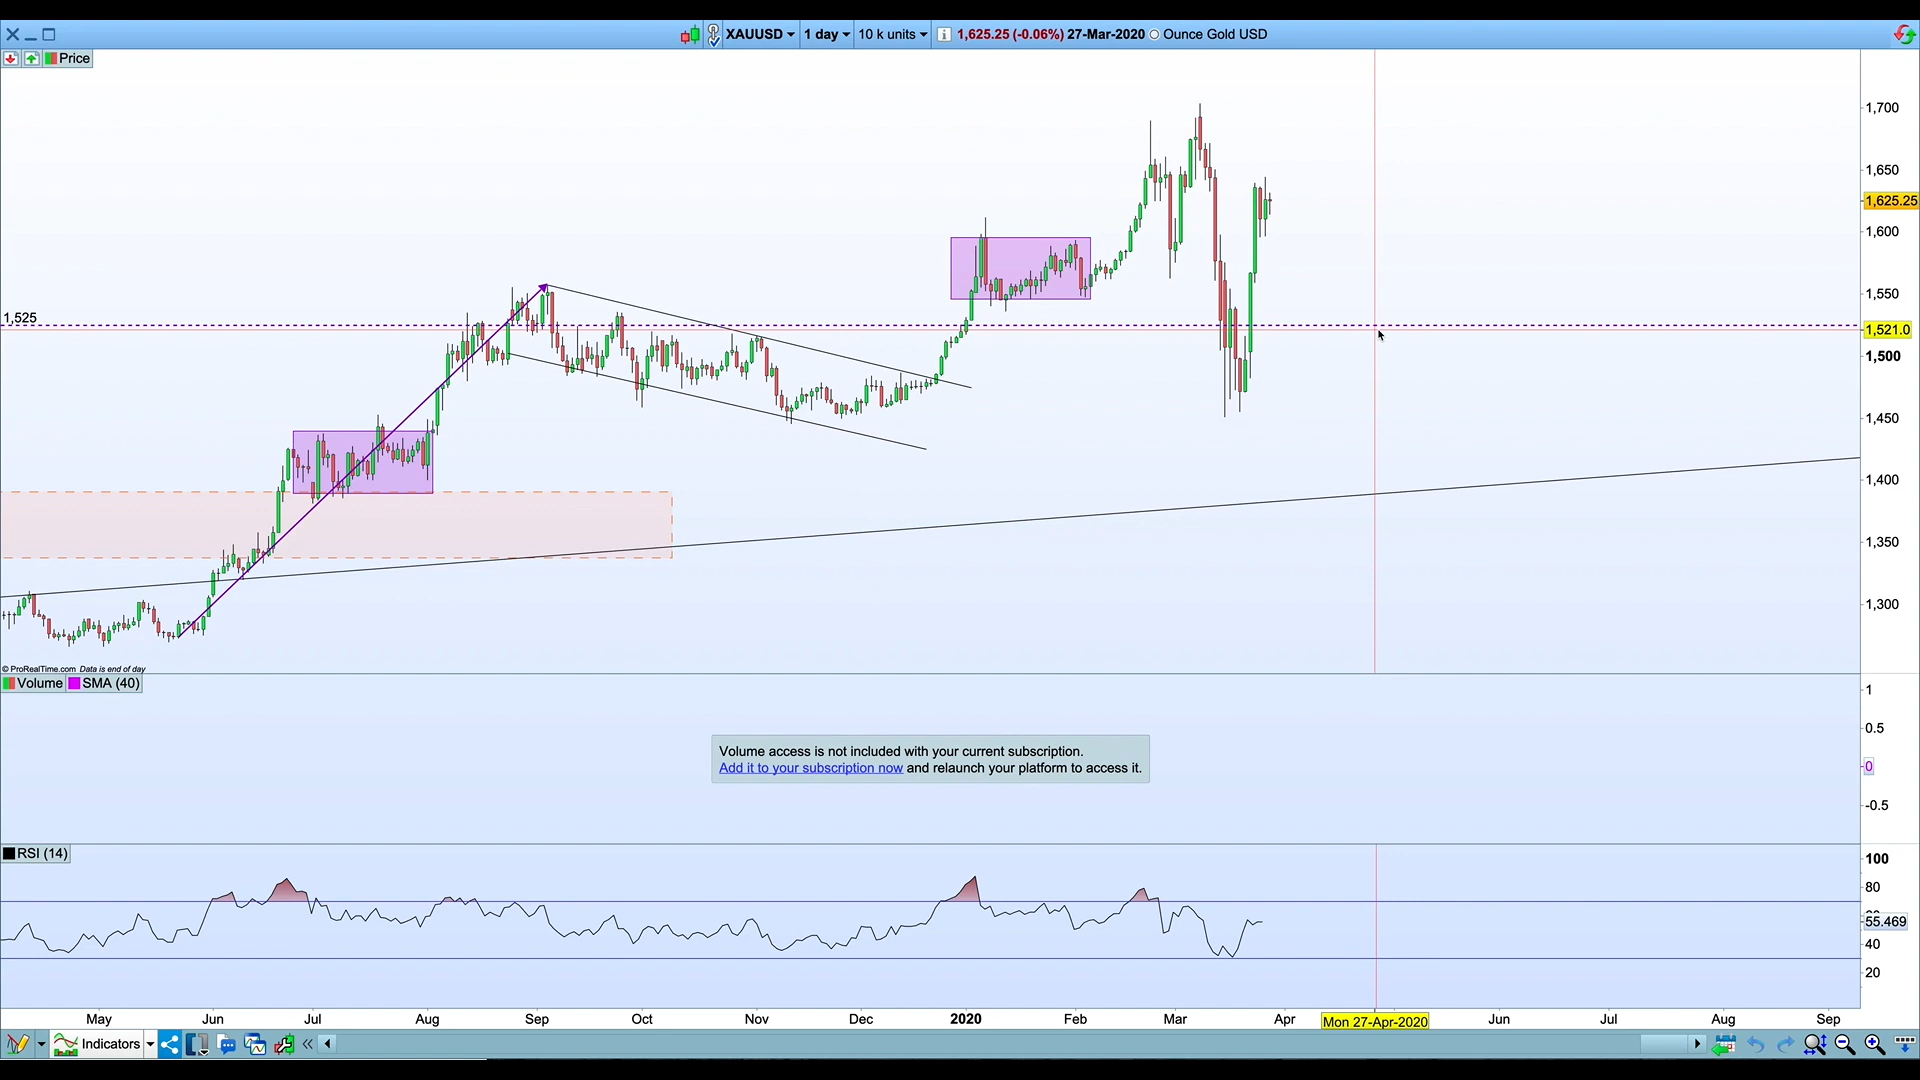 XAUUSD 1 day 10 k units 1,625.25 (-0.06%) 27-Mar-2020 Ounce Gold USD
Price
1,700
1,650
1,625.25
1,600
1,550
1,525
1,521.0
1,500
1,450
1,400
1,350
1,300
© ProRealTime.com Data is end of day
Volume SMA (40)
1
0.5
0
-0.5
Volume access is not included with your current subscription.
Add it to your subscription now and relaunch your platform to access it.
RSI (14)
100
80
55.469
40
20
May Jun Jul Aug Sep Oct Nov Dec 2020 Feb Mar Apr Mon 27-Apr-2020 Jun Jul Aug Sep
Indicators